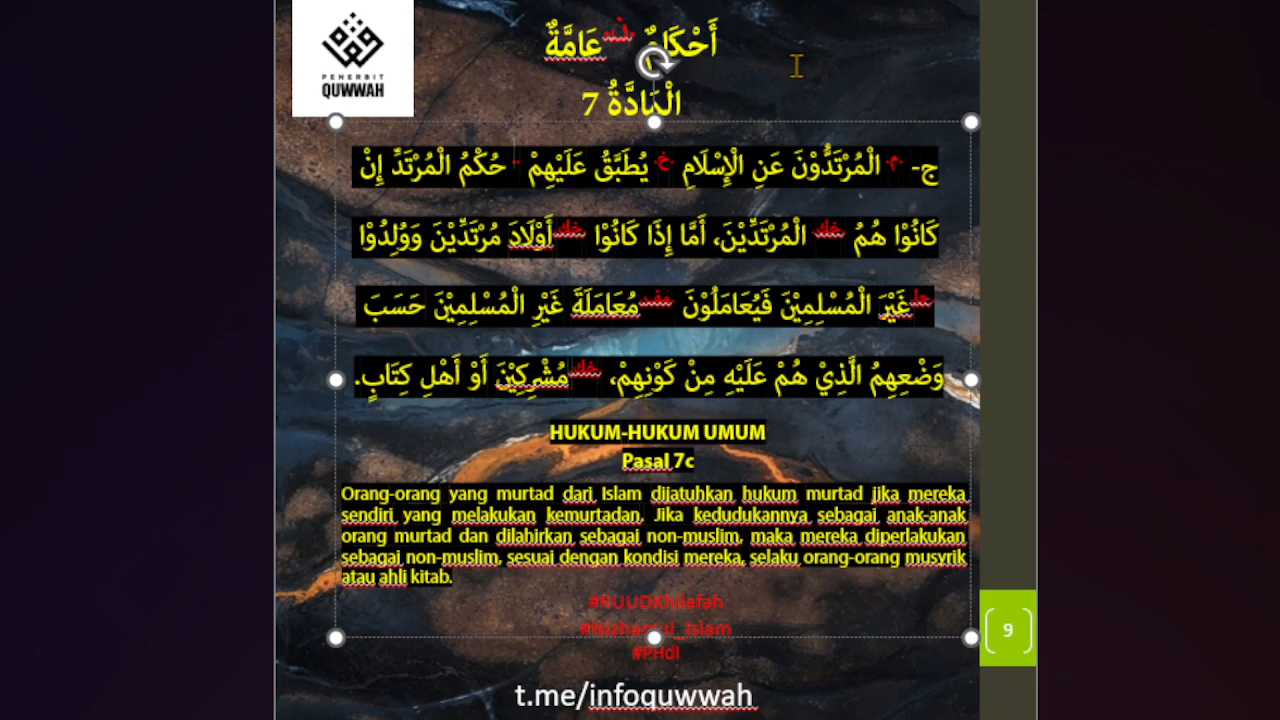 PENERBIT
QUWWAH
أَحْكَامٌ عَامَّةٌ
الْمَادَّةُ 7
ج- الْمُرْتَدُّوْنَ عَنِ الْإِسْلَامِ يُطَبَّقُ عَلَيْهِمْ حُكْمُ الْمُرْتَدِّ إِنْ
كَانُوْا هُمُ الْمُرْتَدِّيْنَ، أَمَّا إِذَا كَانُوْا أَوْلَادَ مُرْتَدِّيْنَ وَوُلِدُوْا
غَيْرَ الْمُسْلِمِيْنَ فَيُعَامَلُوْنَ مُعَامَلَةَ غَيْرِ الْمُسْلِمِيْنَ حَسَبَ
وَضْعِهِمُ الَّذِيْ هُمْ عَلَيْهِ مِنْ كَوْنِهِمْ، مُشْرِكِيْنَ أَوْ أَهْلِ كِتَابٍ.
HUKUM-HUKUM UMUM
Pasal 7c
Orang-orang yang murtad dari Islam dijatuhkan hukum murtad jika mereka
sendiri yang melakukan kemurtadan. Jika kedudukannya sebagai anak-anak
orang murtad dan dilahirkan sebagai non-muslim, maka mereka diperlakukan
sebagai non-muslim, sesuai dengan kondisi mereka, selaku orang-orang musyrik
atau ahli kitab.
#RUUDKhilafah
#Nizhamul_Islam
#PHdI
9
t.me/infoquwwah